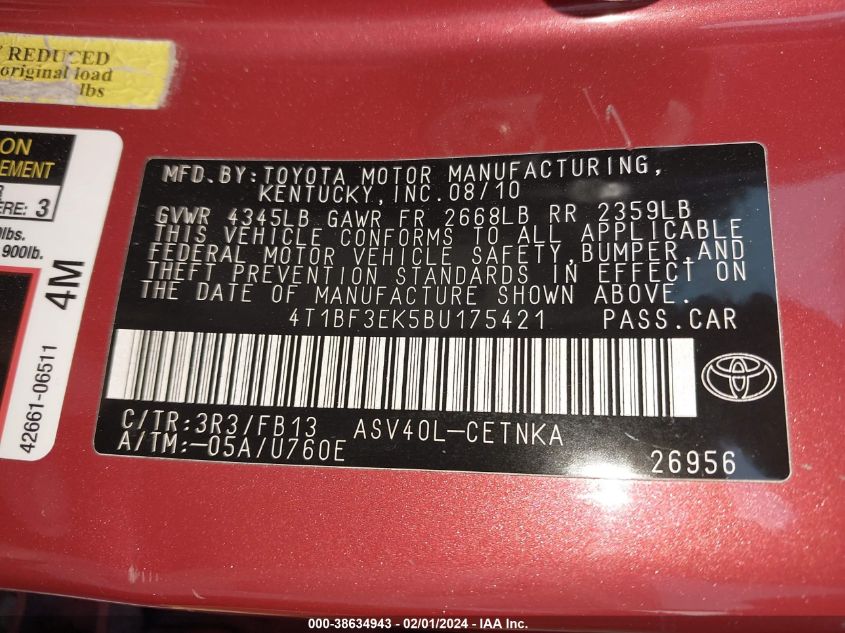 REDUCED
original load
lbs
ON
EMENT
ERE: 3
lbs.
900lb.
4M
42661-06511
MFD.BY:TOYOTA MOTOR MANUFACTURING,
KENTUCKY,INC.08/10
GVWR 4345LB GAWR FR 2668LB RR 2359LB
THIS VEHICLE CONFORMS TO ALL APPLICABLE
FEDERAL MOTOR VEHICLE SAFETY,BUMPER,AND
THEFT PREVENTION STANDARDS IN EFFECT ON
THE DATE OF MANUFACTURE SHOWN ABOVE.
4T1BF3EK5BU175421 PASS.CAR
C/TR:3R3/FB13 ASV40L-CETNKA
A/TM:-05A/U760E
26956
000-38634943 - 02/01/2024 - IAA Inc.